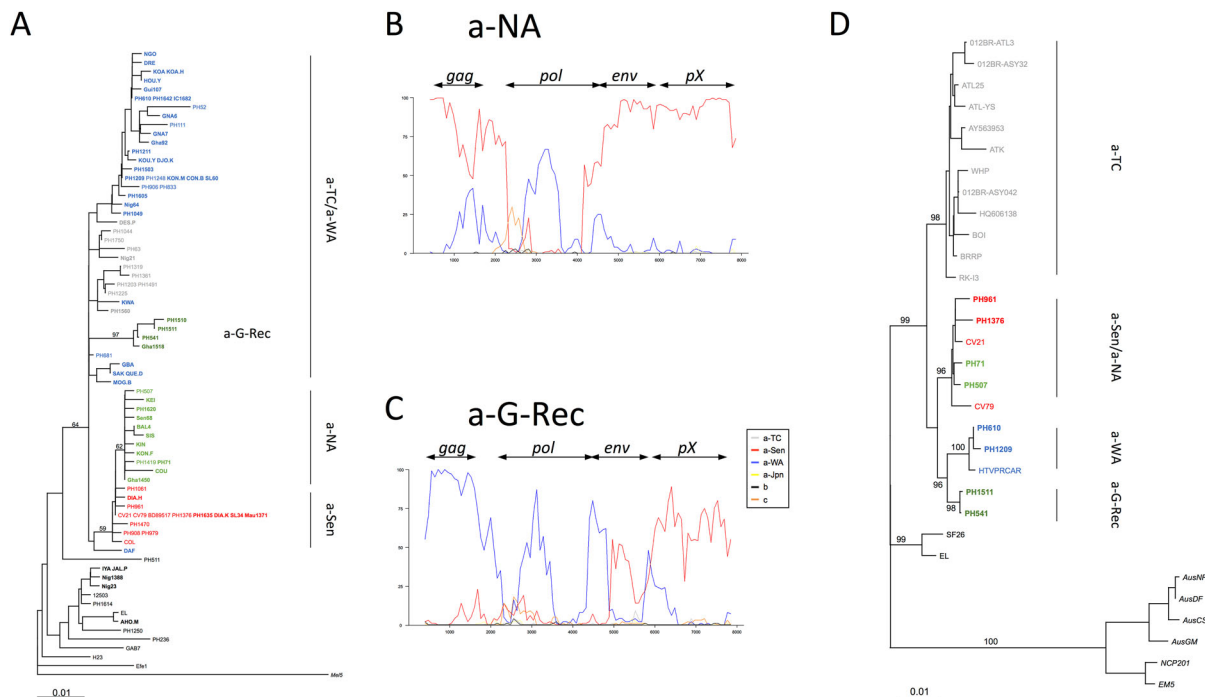 A
NGO
DRE
KOA KOA.H
HOU.Y
Gui107
PH610 PH1642 IC1682
PH52
GNA6
PH111
GNA7
Gha92
PH1211
KOU.Y DJO.K
PH1583
PH1209 PH1248 KON.M CON.B SL60
PH906 PH833
PH1605
Nig64
PH1049
DES.P
PH1044
PH1750
PH63
Nig21
PH1319
PH1361
PH1203 PH1491
PH1225
KWA
PH1580
PH1510
97
PH1511
PH541
Gha1518
PH881
GBA
SAK QUE.D
MOG.B
PH507
KEI
PH1626
Sen68
BAL4
64
SIS
KIN
62
KON.F
PH1419 PH71
COU
Gha1450
PH1061
DIA.H
PH961
CV21 CV79 BD99517 PH1376 PH1635 DIA.K SL34 Mau1371
PH1470
59
PH908 PH979
COL
DAF
PH511
IYA JAL.P
Nig1388
Nig23
12503
PH1614
EL
AHO.M
PH1250
PH236
GAB7
H23
Efe1
Mel5
0.01
a-TC/a-WA
a-G-Rec
a-NA
a-Sen
B
a-NA
gag pol env pX
100
75
50
25
0
1000 2000 3000 4000 5000 6000 7000 8000
C
a-G-Rec
gag pol env pX
100
75
50
25
0
1000 2000 3000 4000 5000 6000 7000 8000
a-TC
a-Sen
a-WA
a-Jpn
b
c
D
012BR-ATL3
012BR-ASY32
ATL25
ATL-YS
AY563953
ATK
WHP
012BR-ASY042
HQ606138
98
BOI
BRRP
RK-I3
PH961
99
PH1376
CV21
PH71
96
PH507
CV79
PH610
100
PH1209
HTVPRCAR
96
PH1511
98
PH541
SF26
99
EL
AusNR
AusDF
AusCS
AusGM
100
NCP201
EM5
0.01
a-TC
a-Sen/a-NA
a-WA
a-G-Rec